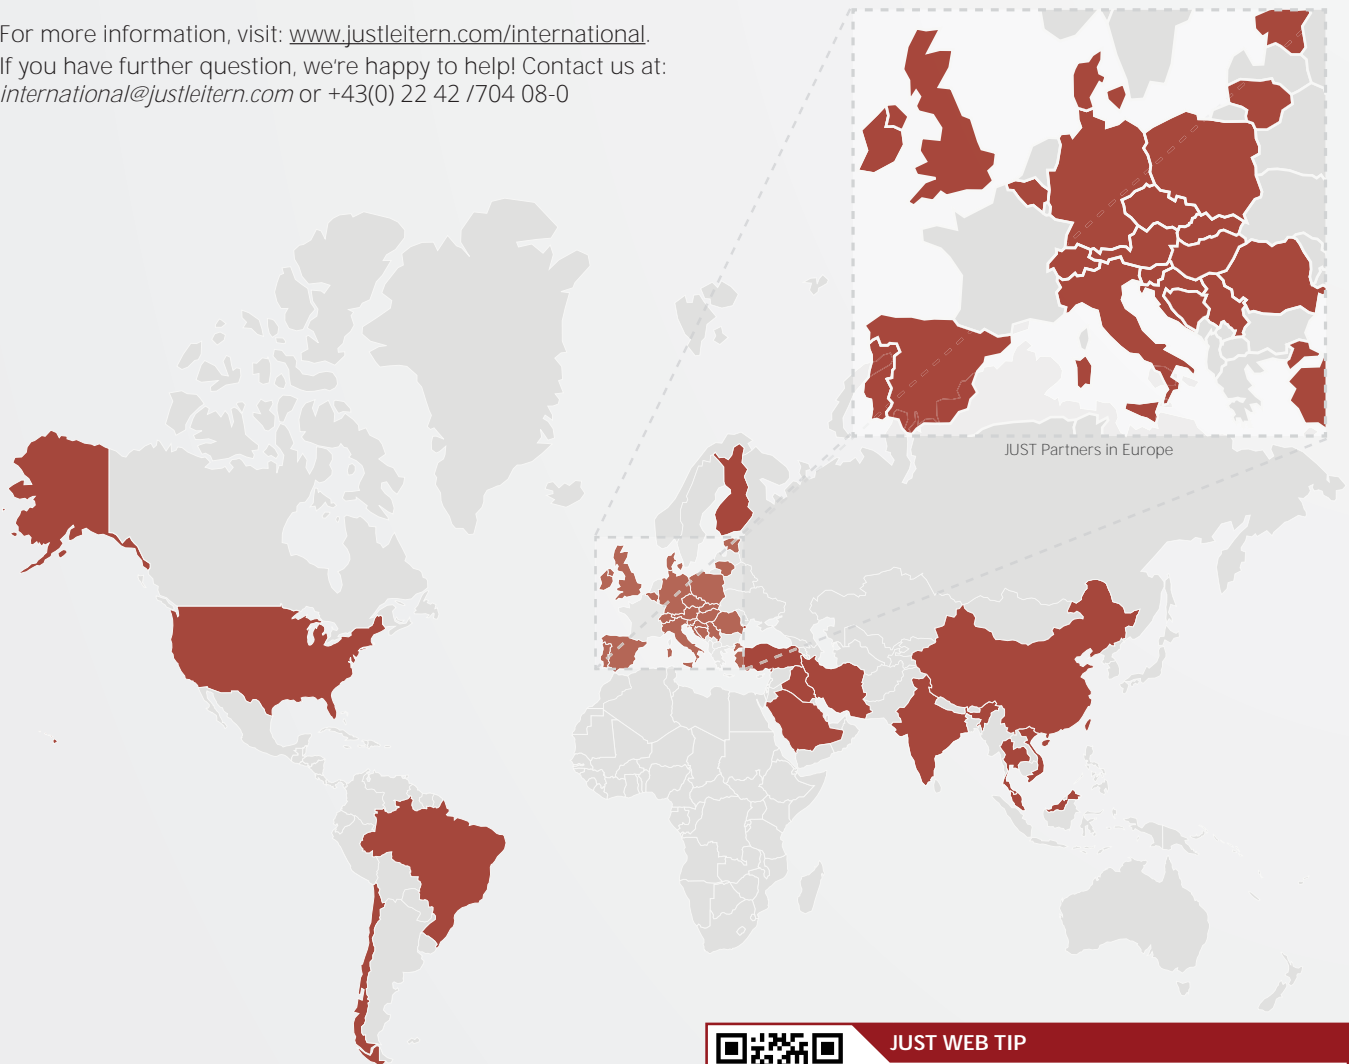 For more information, visit: www.justleitern.com/international.
If you have further question, we're happy to help! Contact us at:
international@justleitern.com or +43(0) 22 42 /704 08-0
JUST Partners in Europe
JUST WEB TIP